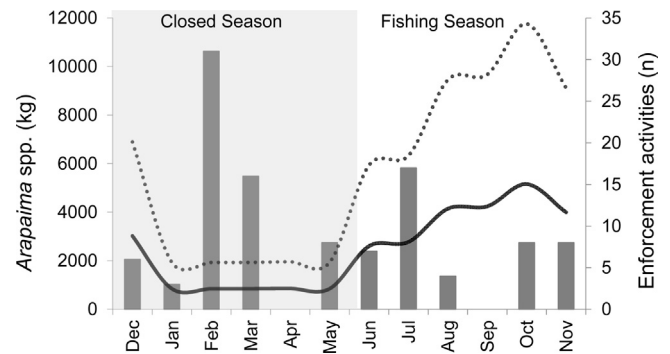 Closed Season
Fishing Season
Arapaima spp. (kg)
12000
10000
8000
6000
4000
2000
0
35
30
25
20
15
10
5
0
Enforcement activities (n)
Dec
Jan
Feb
Mar
Apr
May
Jun
Jul
Aug
Sep
Oct
Nov